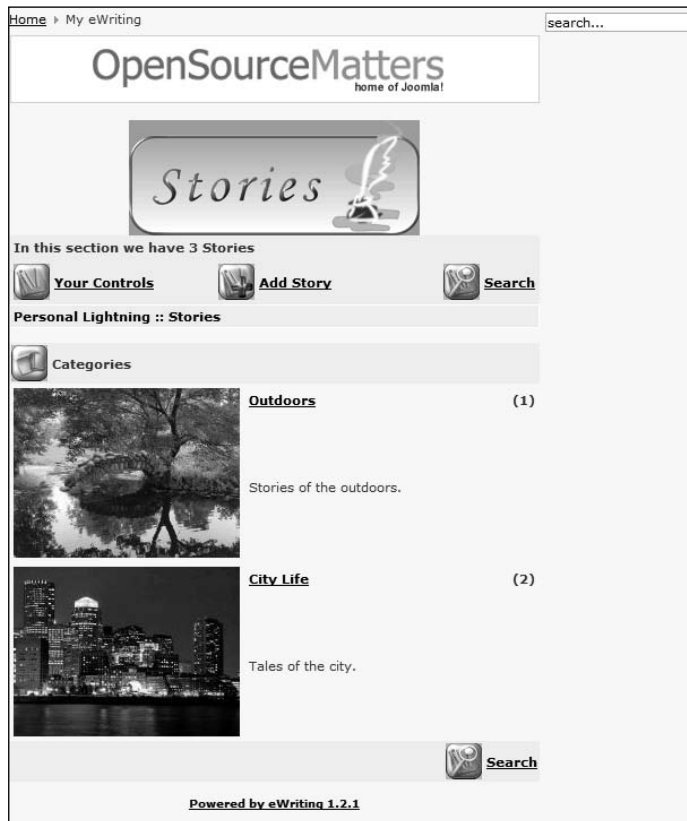 Home My eWriting
search...
OpenSourceMatters
home of Joomla!
Stories
In this section we have 3 Stories
Your Controls Add Story Search
Personal Lightning :: Stories
Categories
Outdoors (1)
Stories of the outdoors.
City Life (2)
Tales of the city.
Search
Powered by eWriting 1.2.1